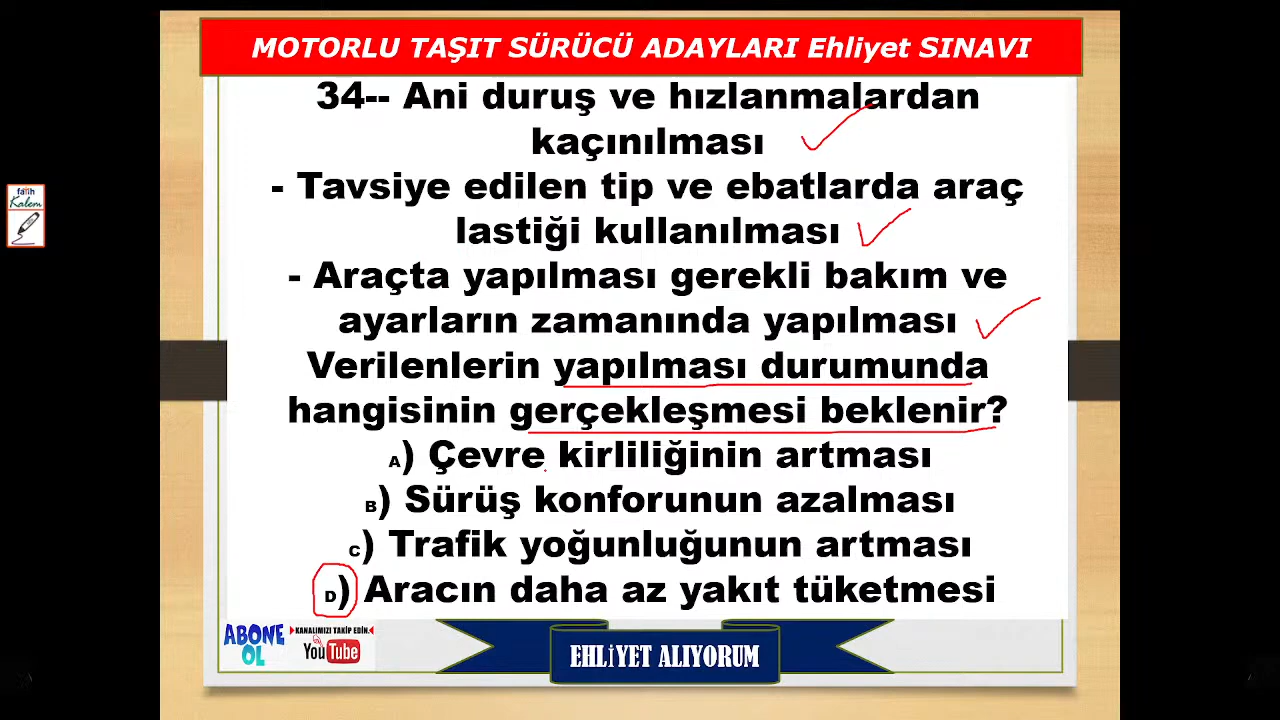 MOTORLU TAŞIT SÜRÜCÜ ADAYLARI Ehliyet SINAVI
34-- Ani duruş ve hızlanmalardan
kaçınılması
- Tavsiye edilen tip ve ebatlarda araç
lastiği kullanılması
- Araçta yapılması gerekli bakım ve
ayarların zamanında yapılması
Verilenlerin yapılması durumunda
hangisinin gerçekleşmesi beklenir?
A) Çevre kirliliğinin artması
B) Sürüş konforunun azalması
C) Trafik yoğunluğunun artması
D) Aracın daha az yakıt tüketmesi
fatih
Kalem
ABONE
OL
KANALIMIZI TAKİP EDİN.
YouTube
EHLİYET ALIYORUM